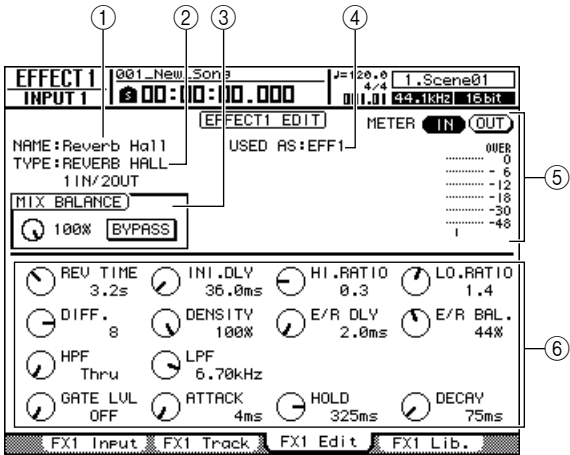 ① ② ③ ④
EFFECT 1
INPUT 1
001_New_Song
00:00:00.000
♩=120.0
4/4
001.01
1.Scene01
44.1kHz 16bit
EFFECT1 EDIT
METER IN OUT
NAME:Reverb Hall
USED AS:EFF1
TYPE:REVERB HALL
1IN/2OUT
OVER
0
- 6
-12
-18
-30
-48
⑤
MIX BALANCE
100% BYPASS
REV TIME
3.2s
INI.DLY
36.0ms
HI.RATIO
0.3
LO.RATIO
1.4
DIFF.
8
DENSITY
100%
E/R DLY
2.0ms
E/R BAL.
44%
⑥
HPF
Thru
LPF
6.70kHz
GATE LVL
OFF
ATTACK
4ms
HOLD
325ms
DECAY
75ms
FX1 Input FX1 Track FX1 Edit FX1 Lib.